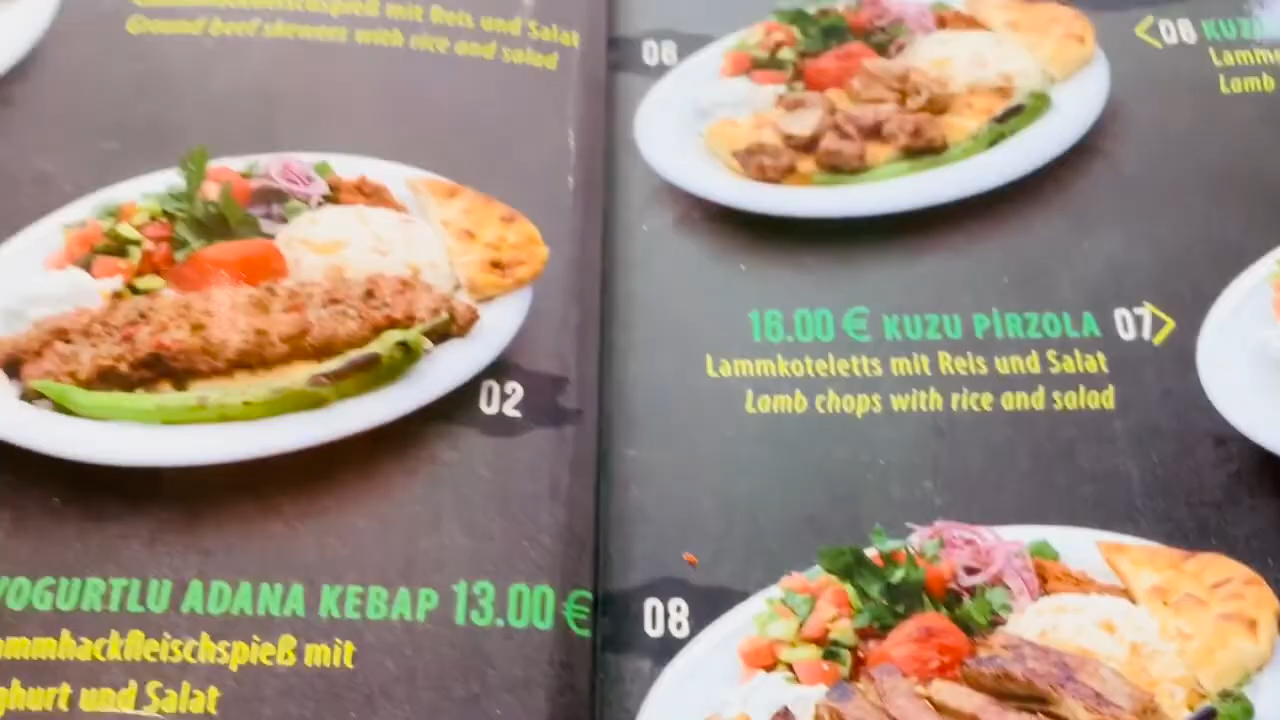 mit Reis und Salat
Ground beef skewers with rice and salad
02
YOGURTLU ADANA KEBAP 13.00 €
mmhackfleischspieß mit
ghurt und Salat
06
<06 KUZ
Lamm
Lamb
16.00 € KUZU PİRZOLA 07>
Lammkoteletts mit Reis und Salat
Lamb chops with rice and salad
08